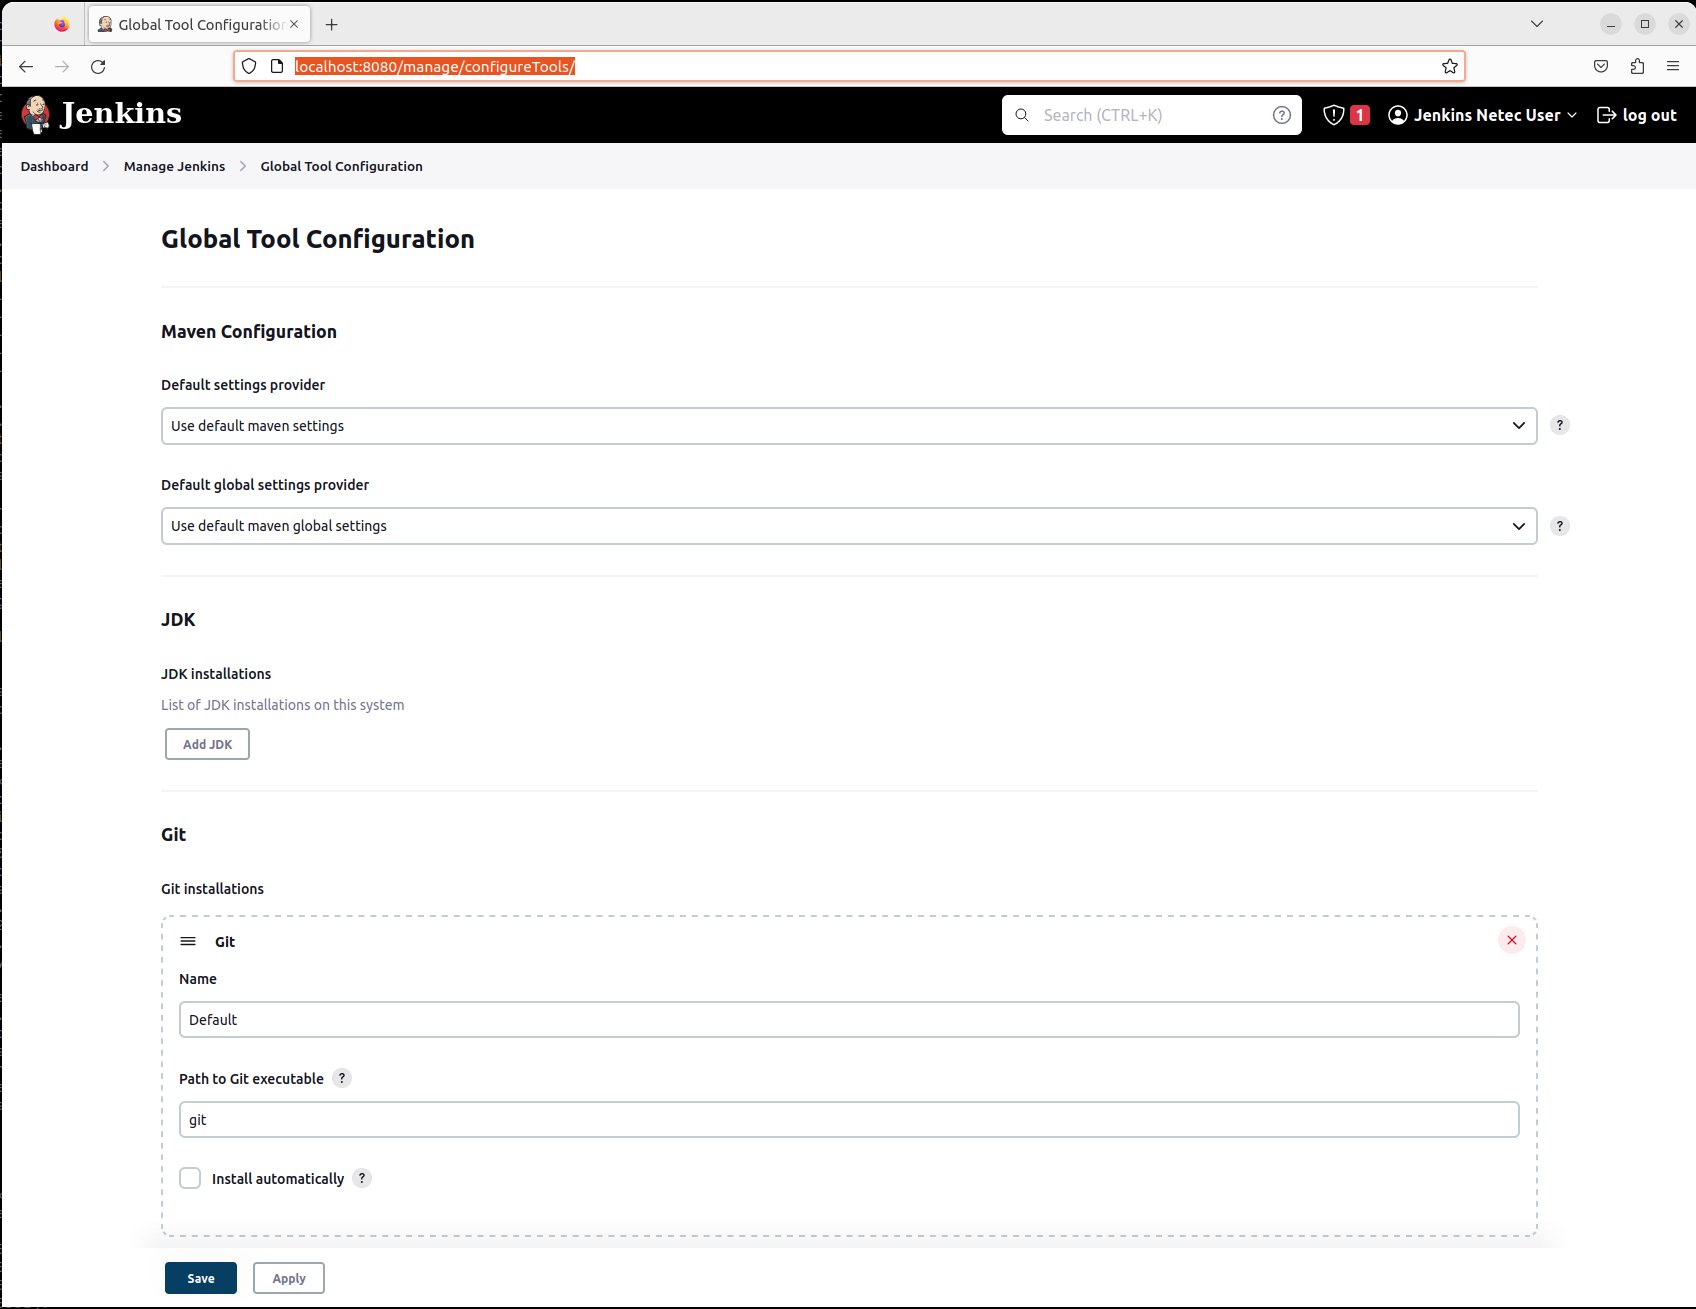 Global Tool Configuration
localhost:8080/manage/configureTools/
Jenkins
Search (CTRL+K)
?
1
Jenkins Netec User
log out
Dashboard
Manage Jenkins
Global Tool Configuration
Global Tool Configuration
Maven Configuration
Default settings provider
Use default maven settings
?
Default global settings provider
Use default maven global settings
?
JDK
JDK installations
List of JDK installations on this system
Add JDK
Git
Git installations
Git
Name
Default
Path to Git executable ?
git
Install automatically ?
Save
Apply